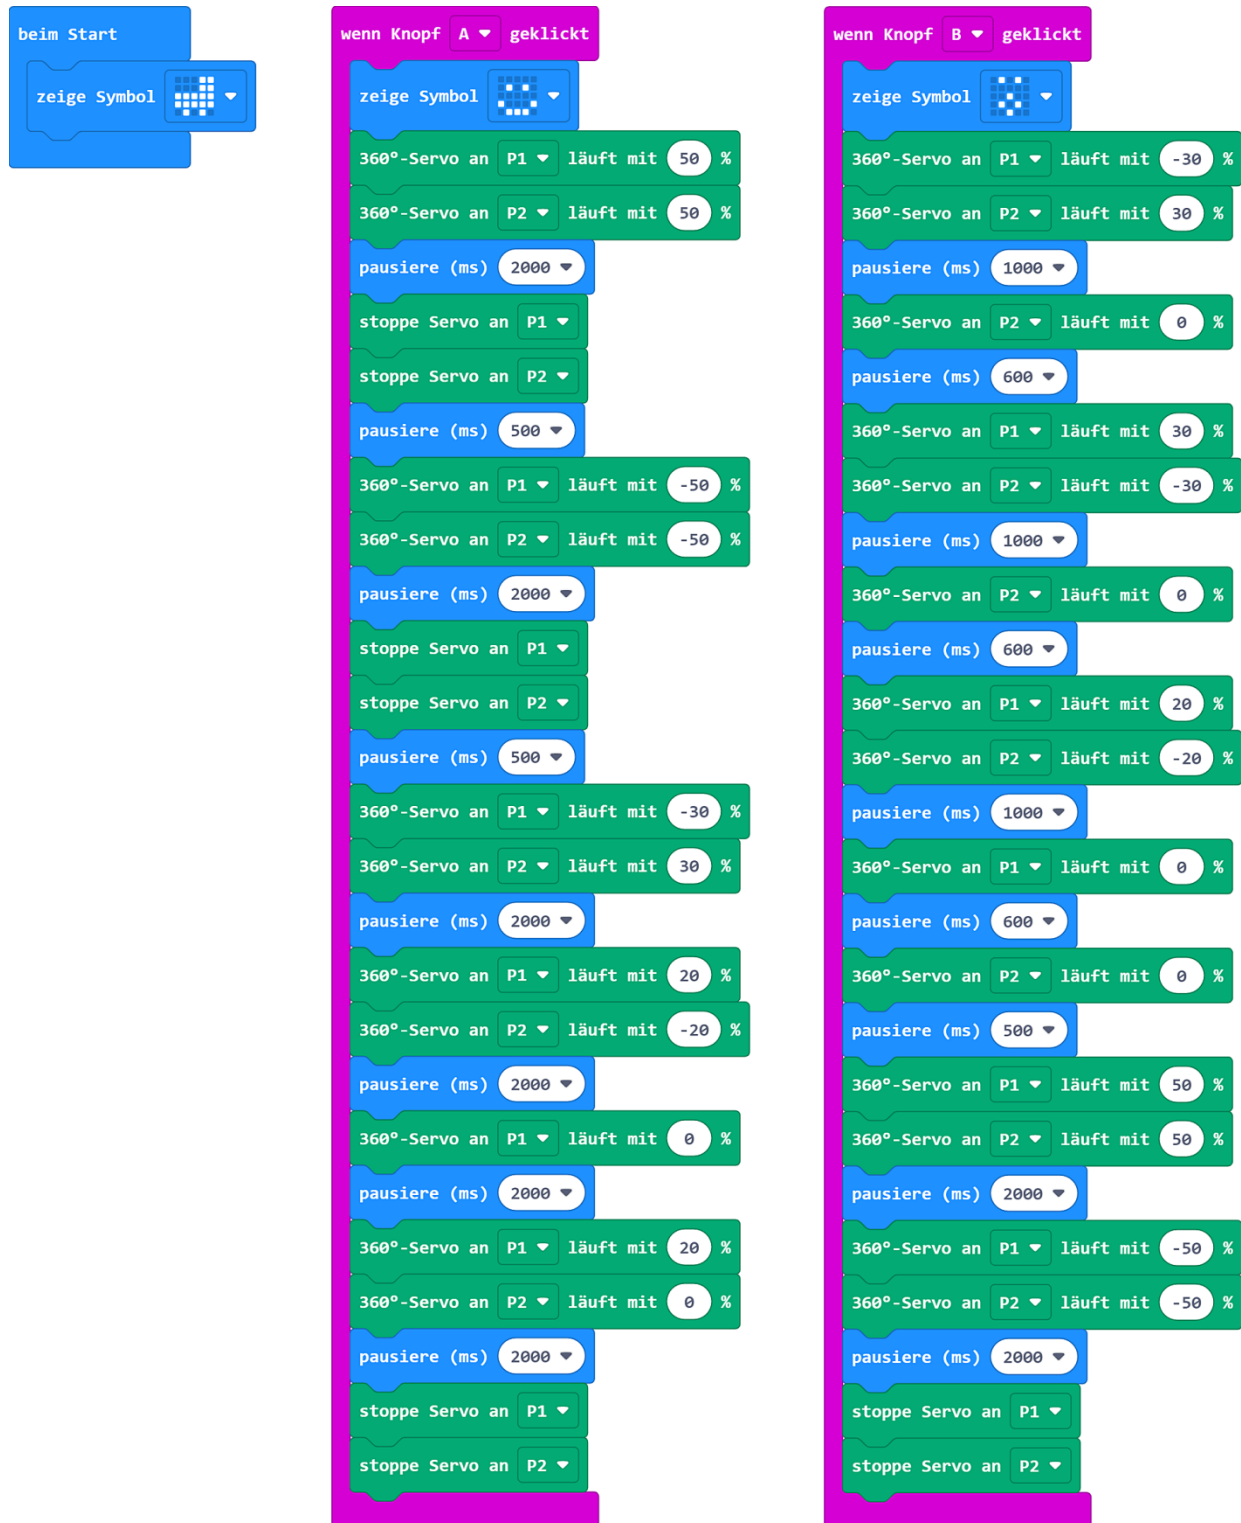 beim Start
zeige Symbol
wenn Knopf A geklickt
zeige Symbol
360°-Servo an P1 läuft mit 50 %
360°-Servo an P2 läuft mit 50 %
pausiere (ms) 2000
stoppe Servo an P1
stoppe Servo an P2
pausiere (ms) 500
360°-Servo an P1 läuft mit -50 %
360°-Servo an P2 läuft mit -50 %
pausiere (ms) 2000
stoppe Servo an P1
stoppe Servo an P2
pausiere (ms) 500
360°-Servo an P1 läuft mit -30 %
360°-Servo an P2 läuft mit 30 %
pausiere (ms) 2000
360°-Servo an P1 läuft mit 20 %
360°-Servo an P2 läuft mit -20 %
pausiere (ms) 2000
360°-Servo an P1 läuft mit 0 %
pausiere (ms) 2000
360°-Servo an P1 läuft mit 20 %
360°-Servo an P2 läuft mit 0 %
pausiere (ms) 2000
stoppe Servo an P1
stoppe Servo an P2
wenn Knopf B geklickt
zeige Symbol
360°-Servo an P1 läuft mit -30 %
360°-Servo an P2 läuft mit 30 %
pausiere (ms) 1000
360°-Servo an P2 läuft mit 0 %
pausiere (ms) 600
360°-Servo an P1 läuft mit 30 %
360°-Servo an P2 läuft mit -30 %
pausiere (ms) 1000
360°-Servo an P2 läuft mit 0 %
pausiere (ms) 600
360°-Servo an P1 läuft mit 20 %
360°-Servo an P2 läuft mit -20 %
pausiere (ms) 1000
360°-Servo an P1 läuft mit 0 %
pausiere (ms) 600
360°-Servo an P2 läuft mit 0 %
pausiere (ms) 500
360°-Servo an P1 läuft mit 50 %
360°-Servo an P2 läuft mit 50 %
pausiere (ms) 2000
360°-Servo an P1 läuft mit -50 %
360°-Servo an P2 läuft mit -50 %
pausiere (ms) 2000
stoppe Servo an P1
stoppe Servo an P2